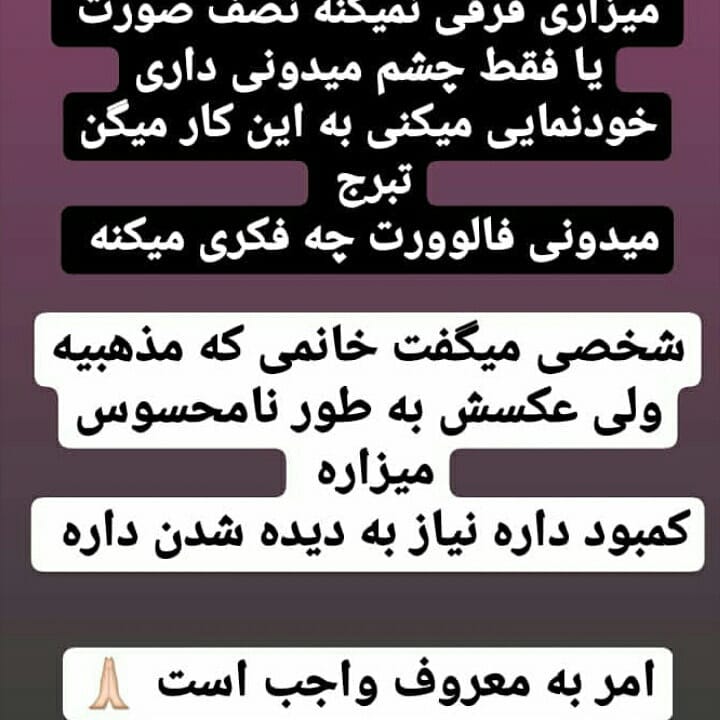 میزاری فرقی نمیکنه نصف صورت
یا فقط چشم میدونی داری
خودنمایی میکنی به این کار میگن
تبرج
میدونی فالوورت چه فکری میکنه
شخصی میگفت خانمی که مذهبیه
ولی عکسش به طور نامحسوس
میزاره
کمبود داره نیاز به دیده شدن داره
امر به معروف واجب است 🙏🏻